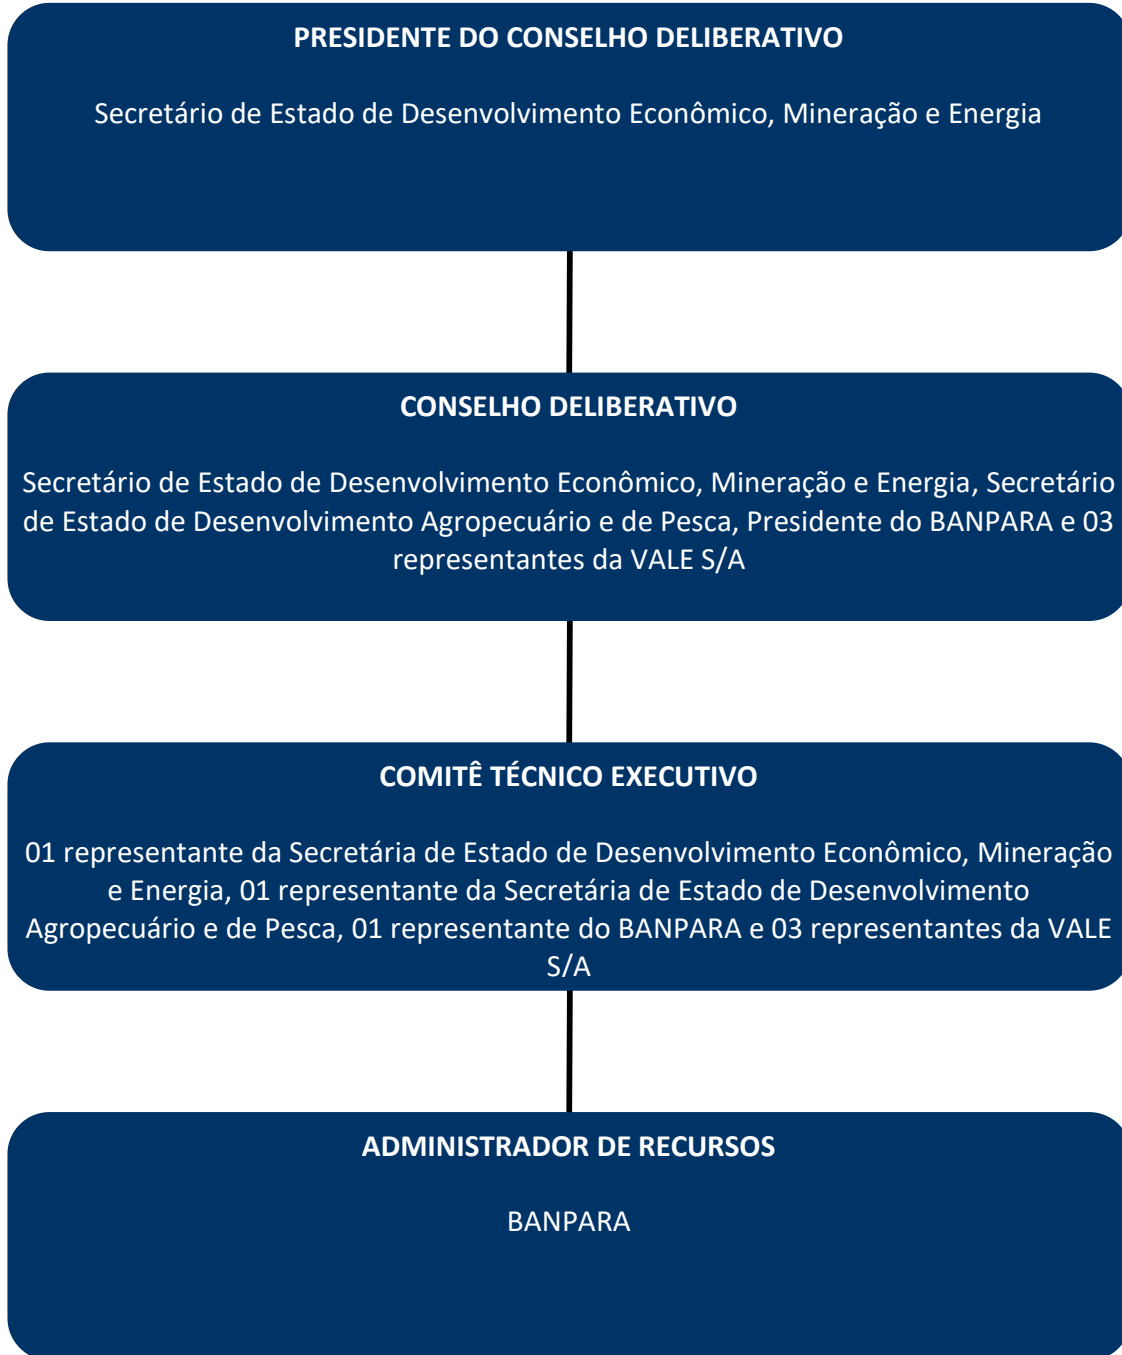 PRESIDENTE DO CONSELHO DELIBERATIVO
Secretário de Estado de Desenvolvimento Econômico, Mineração e Energia
CONSELHO DELIBERATIVO
Secretário de Estado de Desenvolvimento Econômico, Mineração e Energia, Secretário
de Estado de Desenvolvimento Agropecuário e de Pesca, Presidente do BANPARA e 03
representantes da VALE S/A
COMITÊ TÉCNICO EXECUTIVO
01 representante da Secretária de Estado de Desenvolvimento Econômico, Mineração
e Energia, 01 representante da Secretária de Estado de Desenvolvimento
Agropecuário e de Pesca, 01 representante do BANPARA e 03 representantes da VALE
S/A
ADMINISTRADOR DE RECURSOS
BANPARA